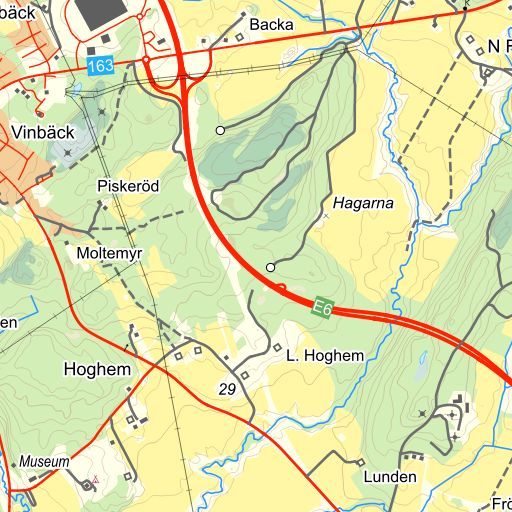 bäck
Backa
N F
163
Vinbäck
Piskeröd
Hagarna
Moltemyr
E6
en
L. Hoghem
Hoghem
29
Museum
Lunden
Frö